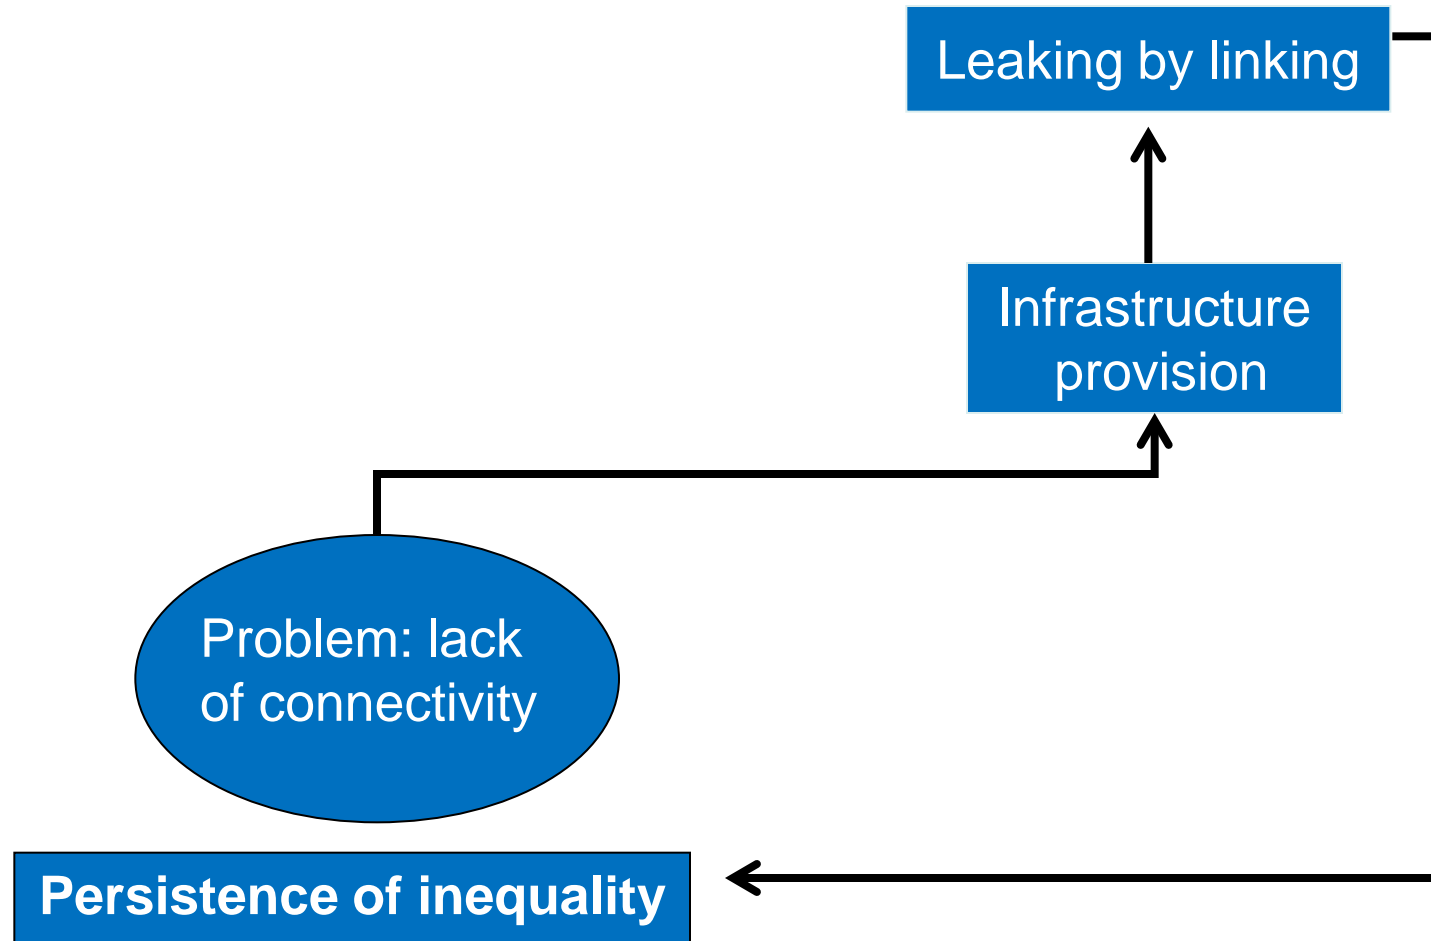 Leaking by linking
Infrastructure
provision
Problem: lack
of connectivity
Persistence of inequality